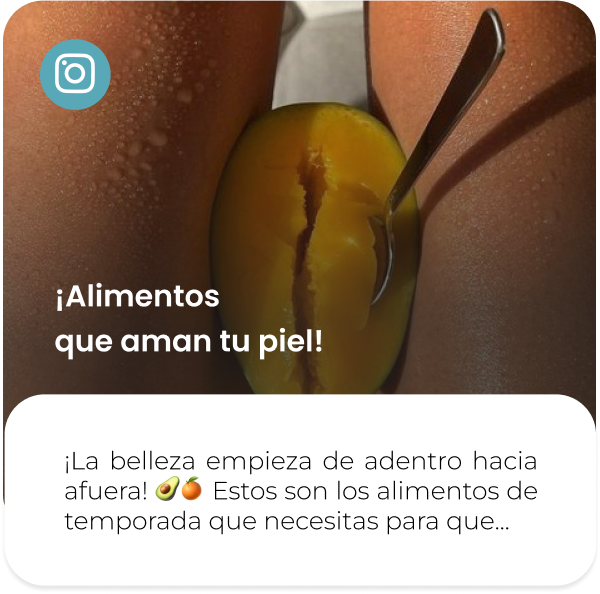 ¡Alimentos
que aman tu piel!
¡La belleza empieza de adentro hacia
afuera! 🥑🍊 Estos son los alimentos de
temporada que necesitas para que...